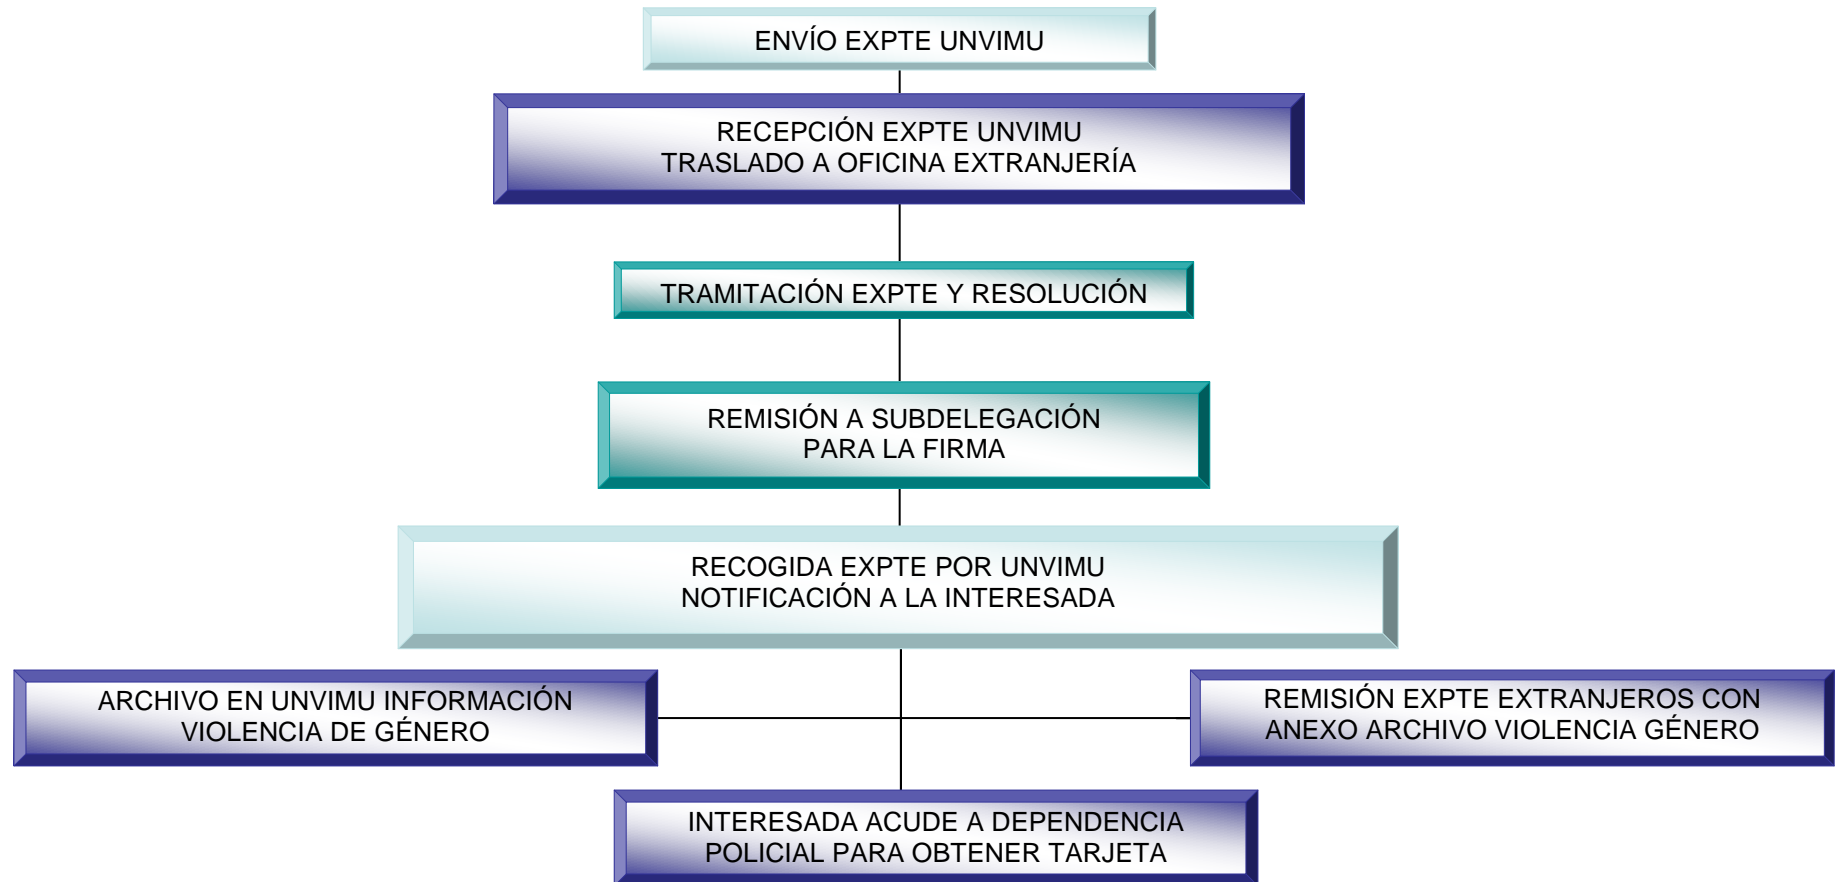 ENVÍO EXPTE UNVIMU
RECEPCIÓN EXPTE UNVIMU
TRASLADO A OFICINA EXTRANJERÍA
TRAMITACIÓN EXPTE Y RESOLUCIÓN
REMISIÓN A SUBDELEGACIÓN
PARA LA FIRMA
RECOGIDA EXPTE POR UNVIMU
NOTIFICACIÓN A LA INTERESADA
ARCHIVO EN UNVIMU INFORMACIÓN
VIOLENCIA DE GÉNERO
REMISIÓN EXPTE EXTRANJEROS CON
ANEXO ARCHIVO VIOLENCIA GÉNERO
INTERESADA ACUDE A DEPENDENCIA
POLICIAL PARA OBTENER TARJETA